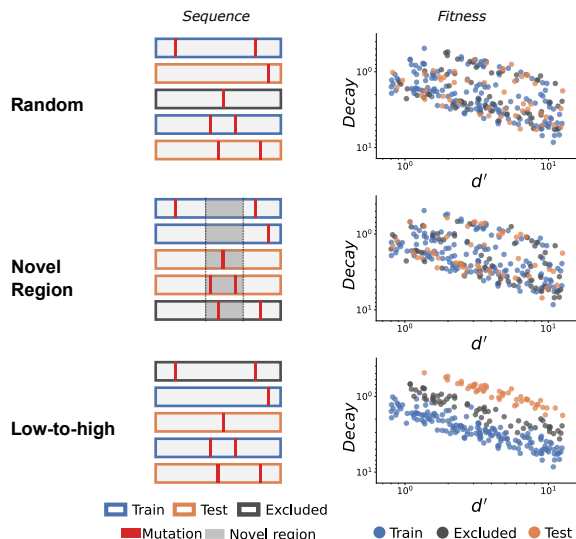 Sequence
Fitness
Random
Decay
10⁰
10¹
10⁰
10¹
d′
Novel
Region
Decay
10⁰
10¹
10⁰
10¹
d′
Low-to-high
Decay
10⁰
10¹
10⁰
10¹
d′
Train Test Excluded
Mutation Novel region
Train Excluded Test